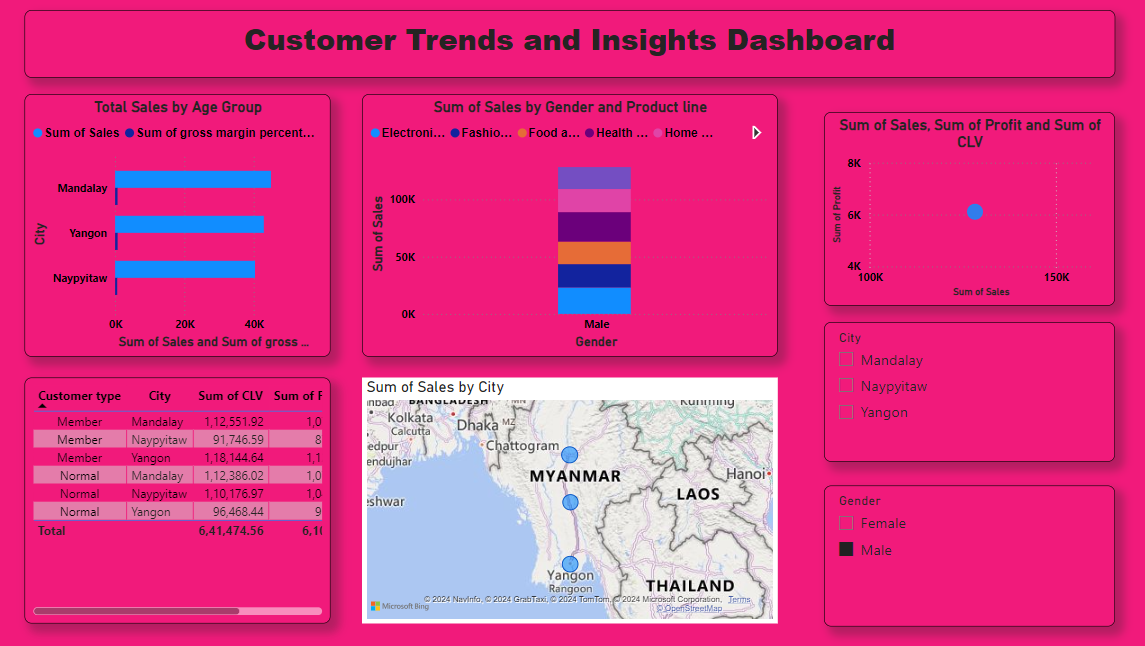 Customer Trends and Insights Dashboard
Total Sales by Age Group
Sum of Sales Sum of gross margin percent...
Mandalay
Yangon
Naypyitaw
City
0K 20K 40K
Sum of Sales and Sum of gross ...
Sum of Sales by Gender and Product line
Electroni... Fashio... Food a... Health ... Home ...
100K
50K
0K
Sum of Sales
Male
Gender
Sum of Sales, Sum of Profit and Sum of
CLV
8K
6K
4K
Sum of Profit
100K 150K
Sum of Sales
City
Mandalay
Naypyitaw
Yangon
Gender
Female
Male
Customer type City Sum of CLV Sum of F
Member Mandalay 1,12,551.92 1,0
Member Naypyitaw 91,746.59 8
Member Yangon 1,18,144.64 1,1
Normal Mandalay 1,12,386.02 1,0
Normal Naypyitaw 1,10,176.97 1,0
Normal Yangon 96,468.44 9
Total 6,41,474.56 6,10
Sum of Sales by City
nbad BANGLADESH MN Kunming
Kolkata
Calcutta
Dhaka MZ
edpur
Chattogram
endujhar
MYANMAR
Hanoi
LAOS
eshwar
Yangon
Rangoon
THAILAND
© 2024 NavInfo, © 2024 GrabTaxi, © 2024 TomTom, © 2024 Microsoft Corporation, Terms
Microsoft Bing © OpenStreetMap